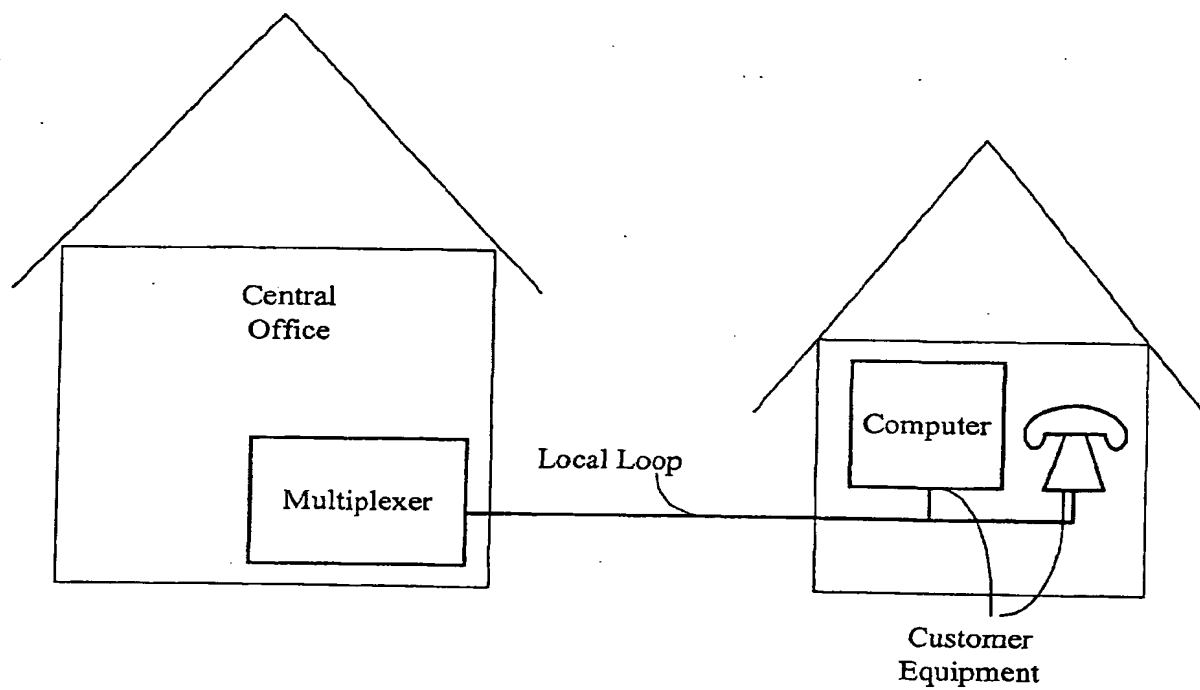 Central
Office
Computer
Local Loop
Multiplexer
Customer
Equipment